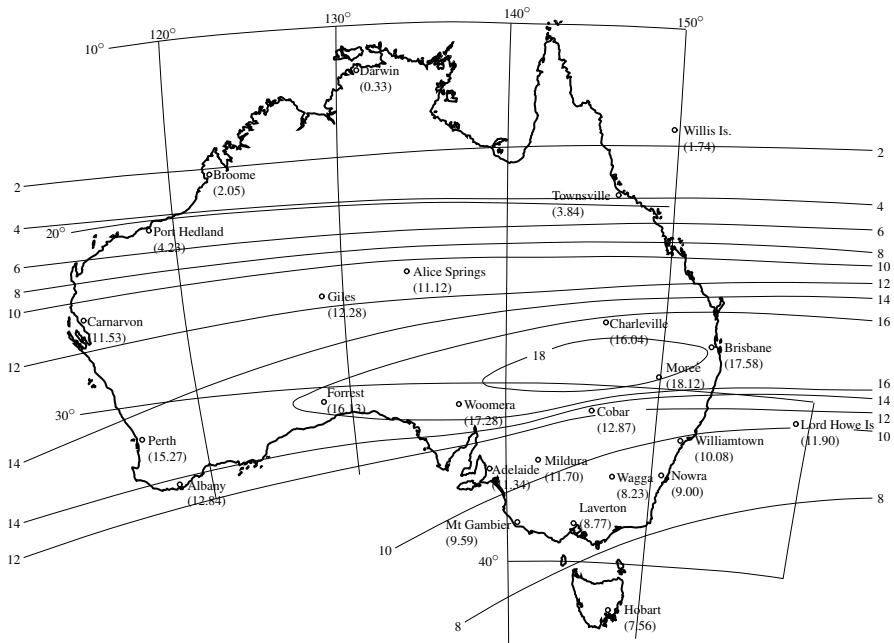 130° 140° 150°
120°
10°
Darwin
(0.33)
Willis Is.
(1.74)
2
Broome
(2.05)
2
Townsville
(3.84)
4
4
20°
Port Hedland
(4.23)
6
8
6
Alice Springs
(11.12)
10
8
Giles
(12.28)
12
14
10
Carnarvon
(11.53)
Charleville
(16.04)
16
18
Brisbane
(17.58)
12
Moree
(18.12)
16
Forrest
(16.13)
Woomera
(17.28)
14
30°
Cobar
(12.87)
12
Lord Howe Is
(11.90)
10
Perth
(15.27)
Williamtown
(10.08)
14
Mildura
(11.70)
Adelaide
(11.34)
Wagga
(8.23)
Nowra
(9.00)
Albany
(12.84)
8
14
Laverton
(8.77)
Mt Gambier
(9.59)
10
12
40°
Hobart
(7.56)
8